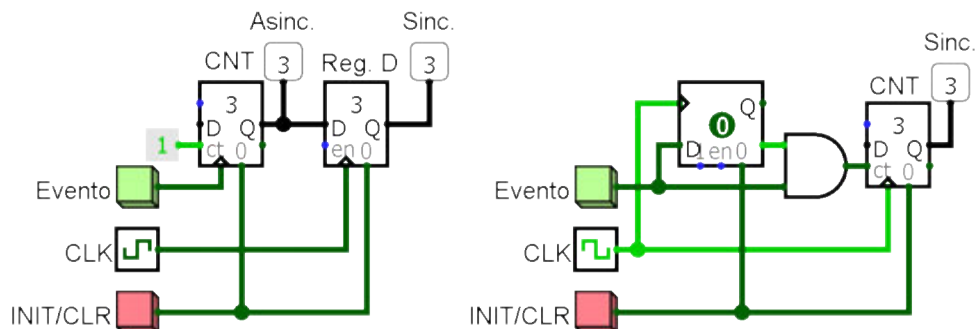 Asinc.
Sinc.
CNT
3
Reg. D
3
3
D
Q
ct
0
3
D
Q
en
0
1
Evento
CLK
INIT/CLR
Sinc.
CNT
3
Q
0
D
1
en
0
3
D
Q
ct
0
Evento
CLK
INIT/CLR